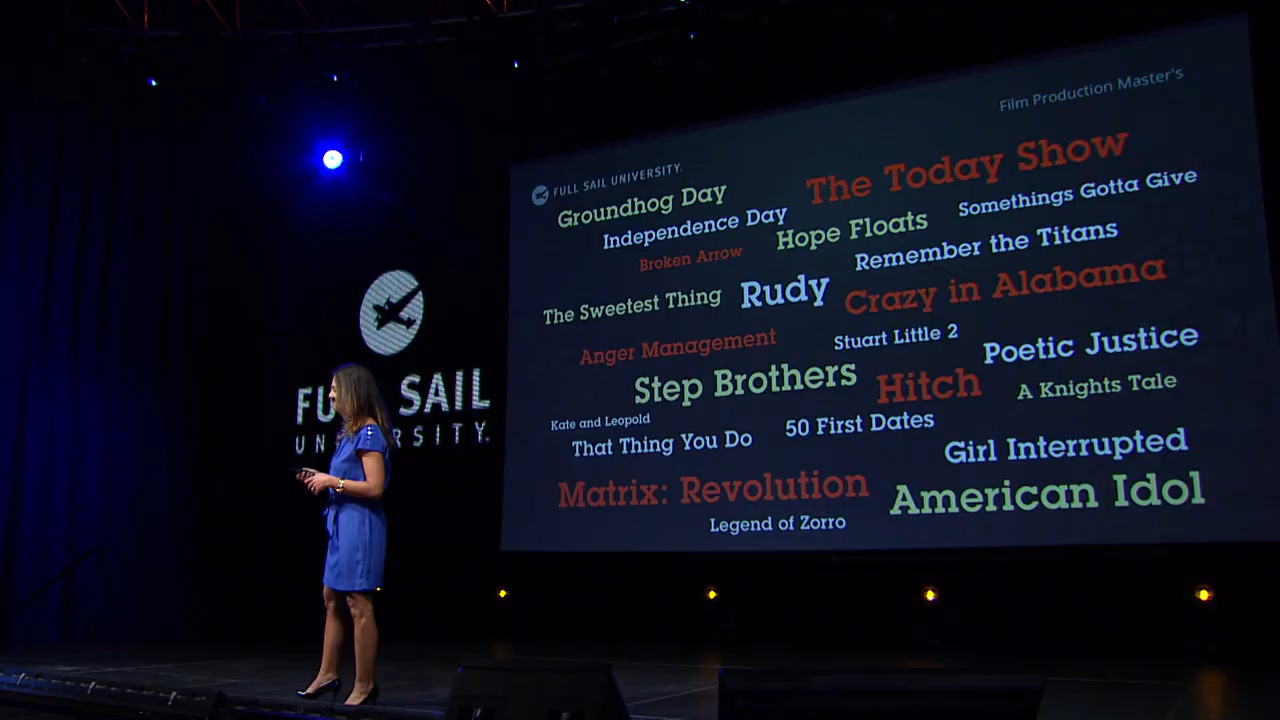 Film Production Master's
FULL SAIL UNIVERSITY.
Groundhog Day
The Today Show
Independence Day
Somethings Gotta Give
Broken Arrow
Hope Floats
Remember the Titans
The Sweetest Thing
Rudy
Crazy in Alabama
Anger Management
Stuart Little 2
Poetic Justice
Step Brothers
Hitch
A Knights Tale
Kate and Leopold
That Thing You Do
50 First Dates
Girl Interrupted
Matrix: Revolution
American Idol
Legend of Zorro
SAIL